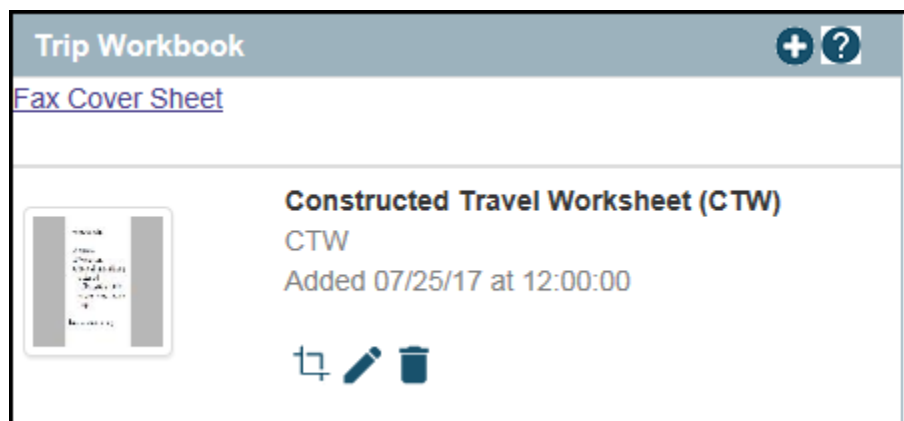 Trip Workbook
Fax Cover Sheet
Constructed Travel Worksheet (CTW)
CTW
Added 07/25/17 at 12:00:00